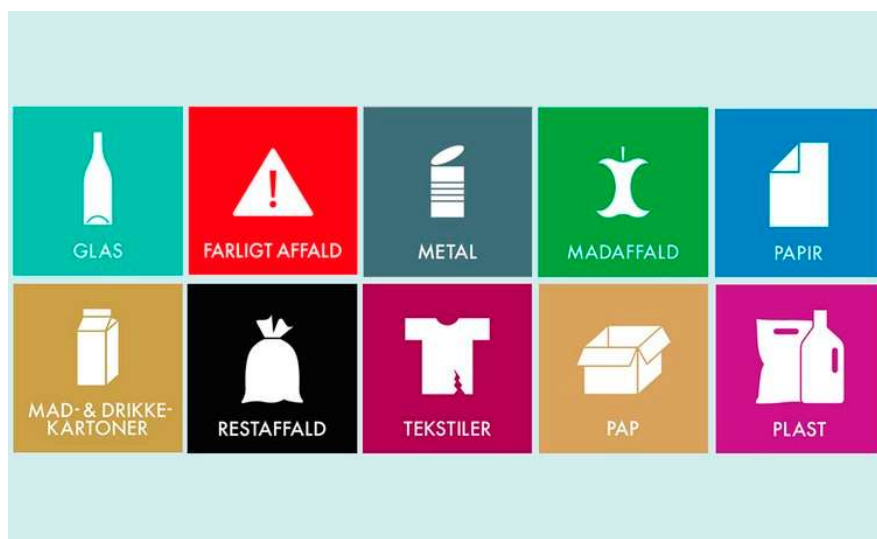 GLAS
FARLIGT AFFALD
METAL
MADAFFALD
PAPIR
MAD- & DRIKKE-
KARTONER
RESTAFFALD
TEKSTILER
PAP
PLAST